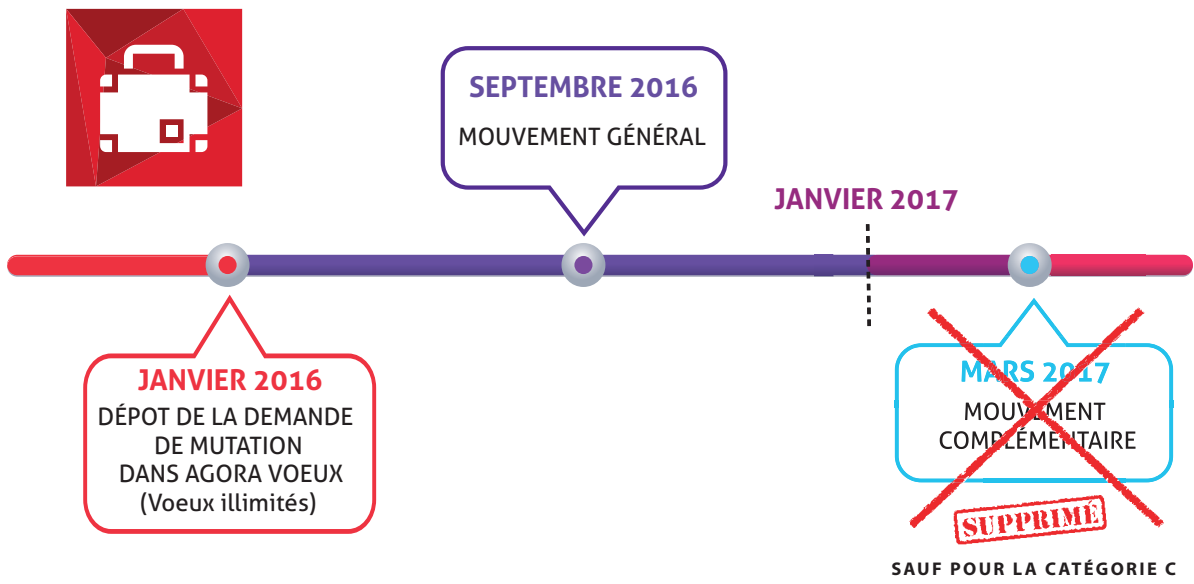 SEPTEMBRE 2016
MOUVEMENT GÉNÉRAL
JANVIER 2017
JANVIER 2016
DÉPOT DE LA DEMANDE
DE MUTATION
DANS AGORA VOEUX
(Voeux illimités)
MARS 2017
MOUVEMENT
COMPLÉMENTAIRE
SUPPRIMÉ
SAUF POUR LA CATÉGORIE C